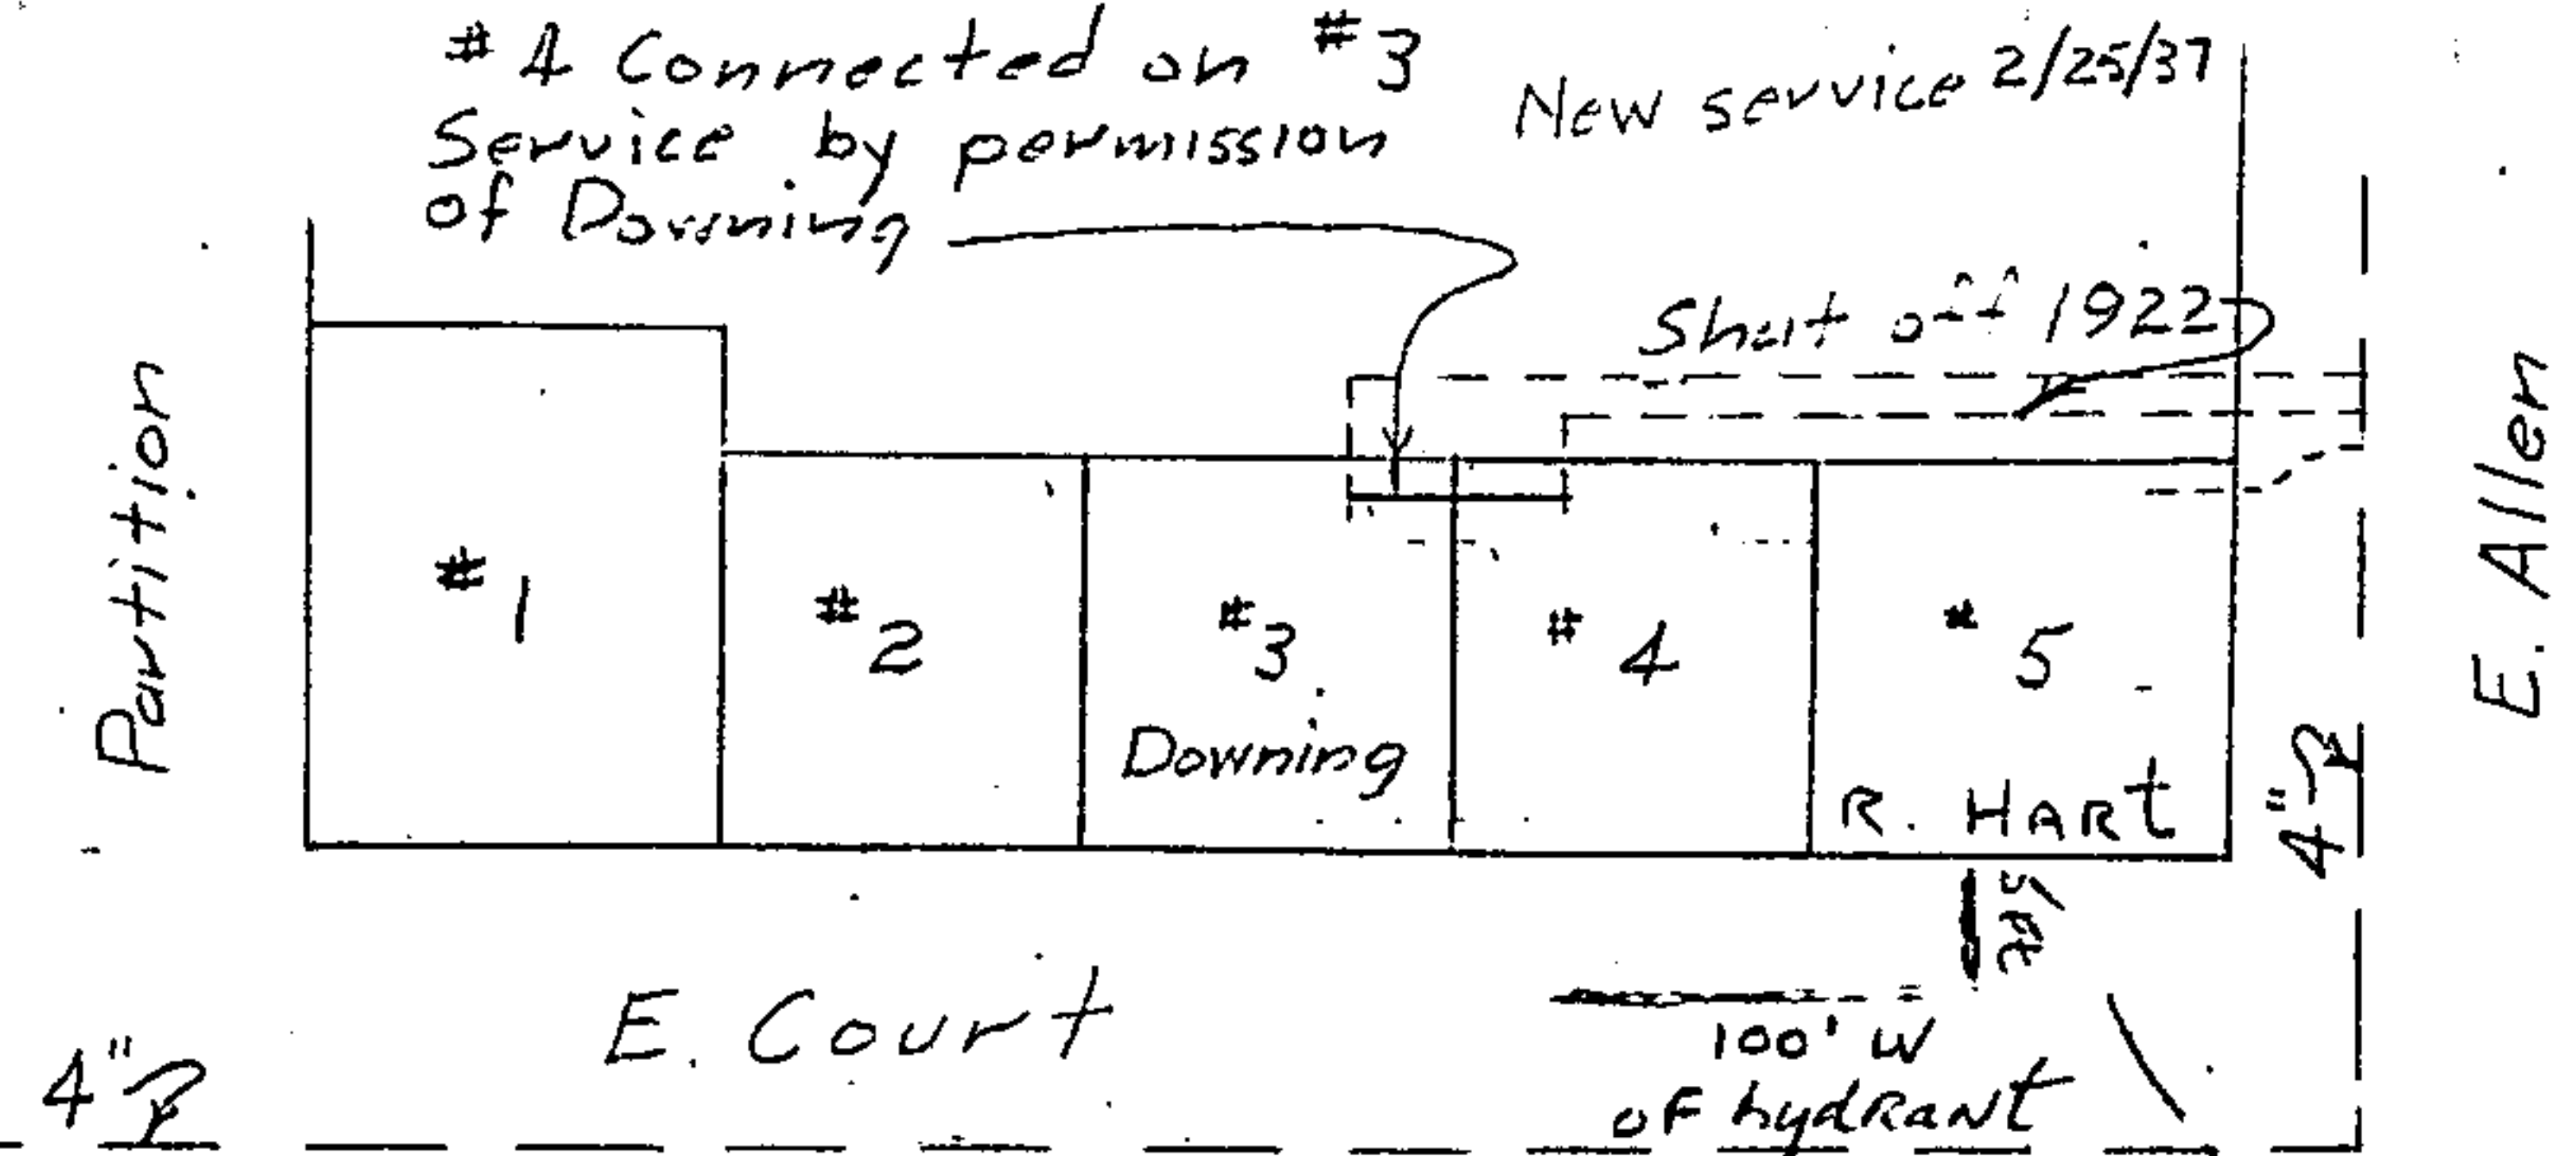 #4 Connected on #3
Service by permission
of Downing
New service 2/25/37
Shut off 1922
Partition
E. Allen
#1
#2
#3
Downing
#4
#5
R. HARt
4"
E. Court
100' W
of hydRaNt
4"